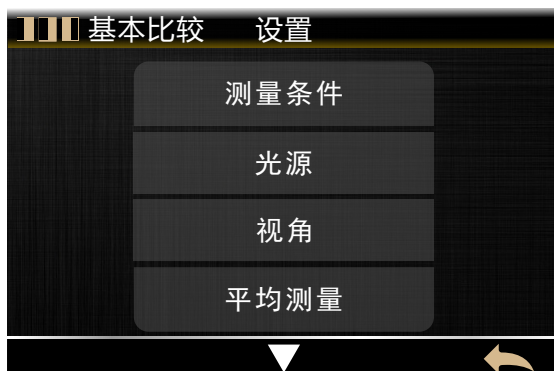 基本比较 设置
测量条件
光源
视角
平均测量